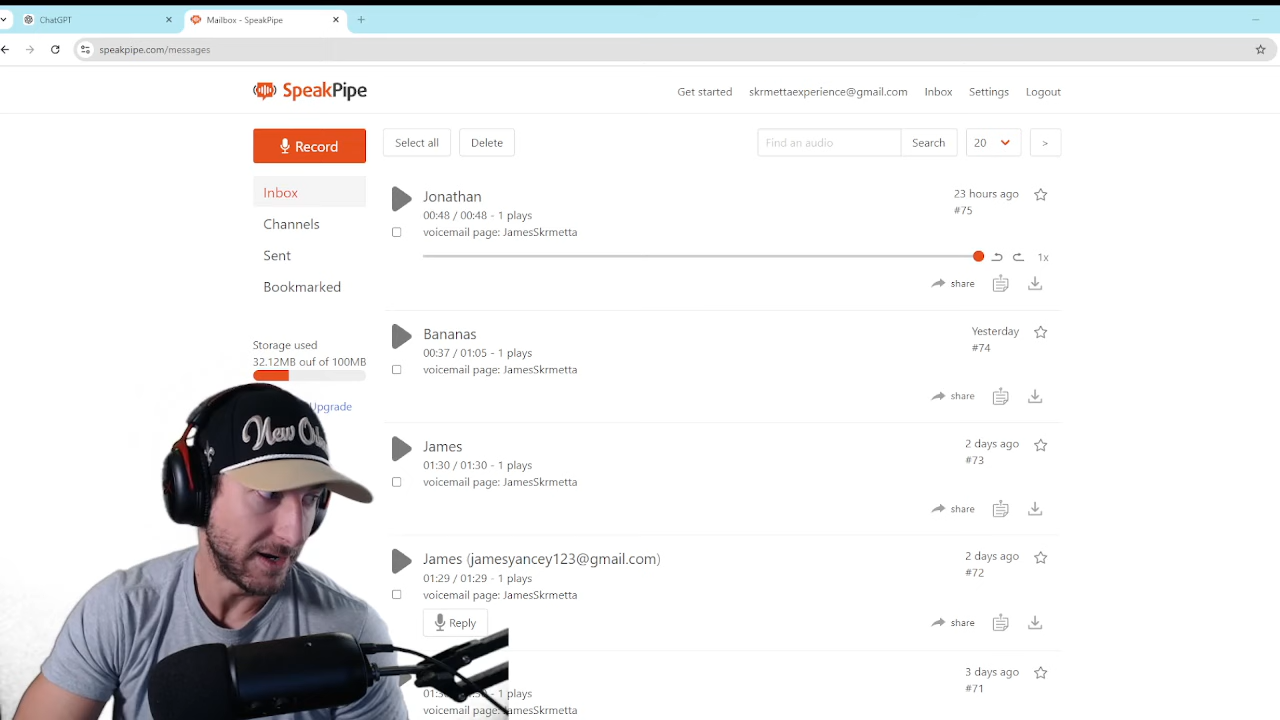 ChatGPT
Mailbox - SpeakPipe
speakpipe.com/messages
SpeakPipe
Get started
skrmettaexperience@gmail.com
Inbox
Settings
Logout
Record
Select all
Delete
Find an audio
Search
20
>
Inbox
Channels
Sent
Bookmarked
Storage used
32.12MB ouf of 100MB
Upgrade
Jonathan
00:48 / 00:48 - 1 plays
voicemail page: JamesSkrmetta
23 hours ago
#75
1x
share
Bananas
00:37 / 01:05 - 1 plays
voicemail page: JamesSkrmetta
Yesterday
#74
share
James
01:30 / 01:30 - 1 plays
voicemail page: JamesSkrmetta
2 days ago
#73
share
James (jamesyancey123@gmail.com)
01:29 / 01:29 - 1 plays
voicemail page: JamesSkrmetta
2 days ago
#72
Reply
share
3 days ago
#71
plays
voicemail page: JamesSkrmetta
New